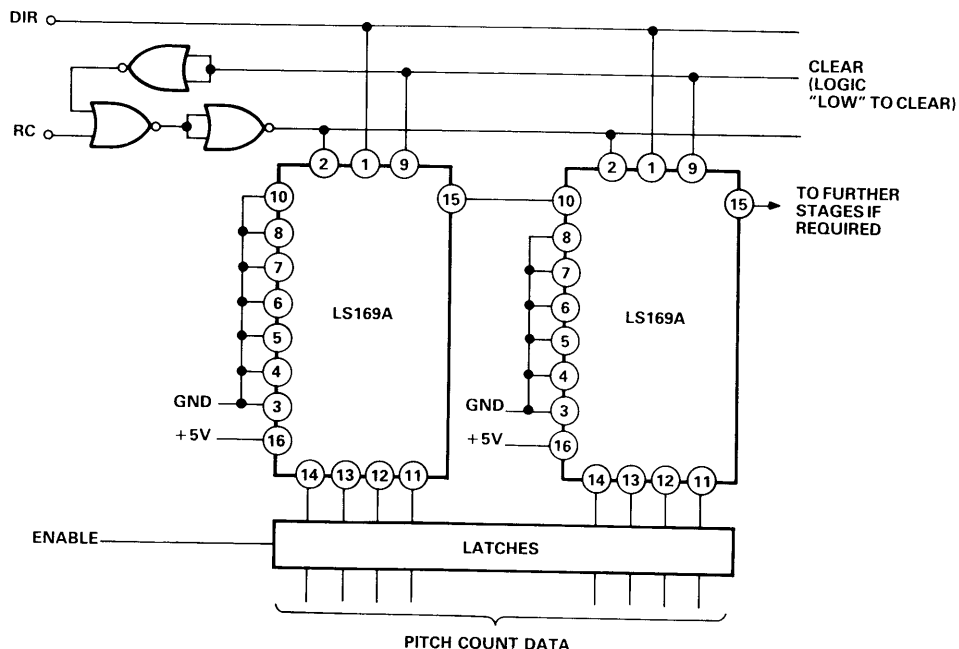 DIR
CLEAR
(LOGIC
"LOW" TO CLEAR)
RC
2 1 9
2 1 9
10
15
10
15
TO FURTHER
STAGES IF
REQUIRED
8
8
7
7
6
LS169A
6
LS169A
5
5
4
4
GND
3
GND
3
+5V
16
+5V
16
14 13 12 11
14 13 12 11
ENABLE
LATCHES
PITCH COUNT DATA